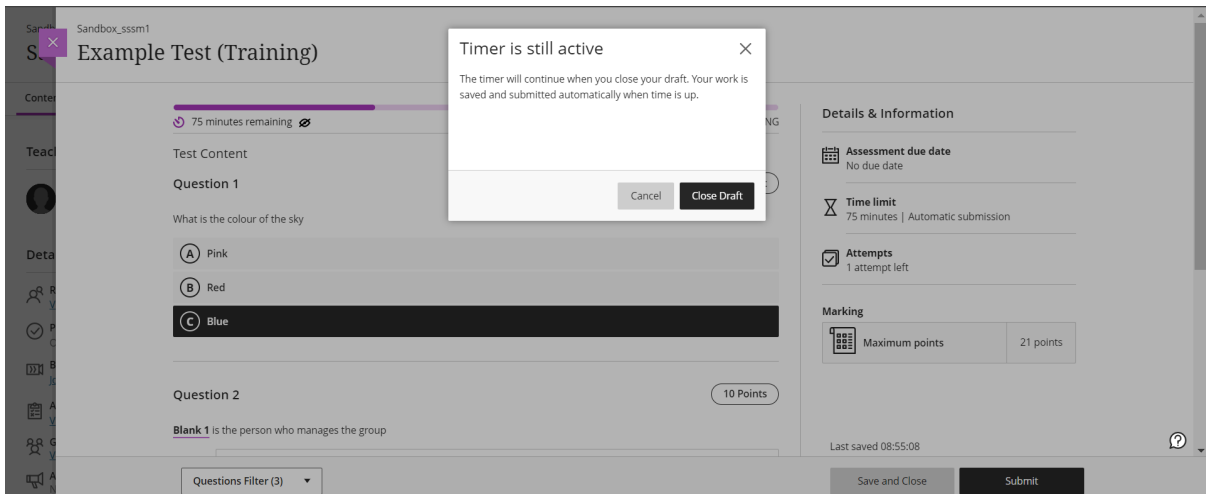 Sandbox_sssm1
Example Test (Training)
Timer is still active
The timer will continue when you close your draft. Your work is
saved and submitted automatically when time is up.
Cancel
Close Draft
75 minutes remaining
NG
Test Content
Question 1
What is the colour of the sky
A Pink
B Red
C Blue
Question 2
10 Points
Blank 1 is the person who manages the group
Details & Information
Assessment due date
No due date
Time limit
75 minutes | Automatic submission
Attempts
1 attempt left
Marking
Maximum points
21 points
Last saved 08:55:08
Questions Filter (3)
Save and Close
Submit